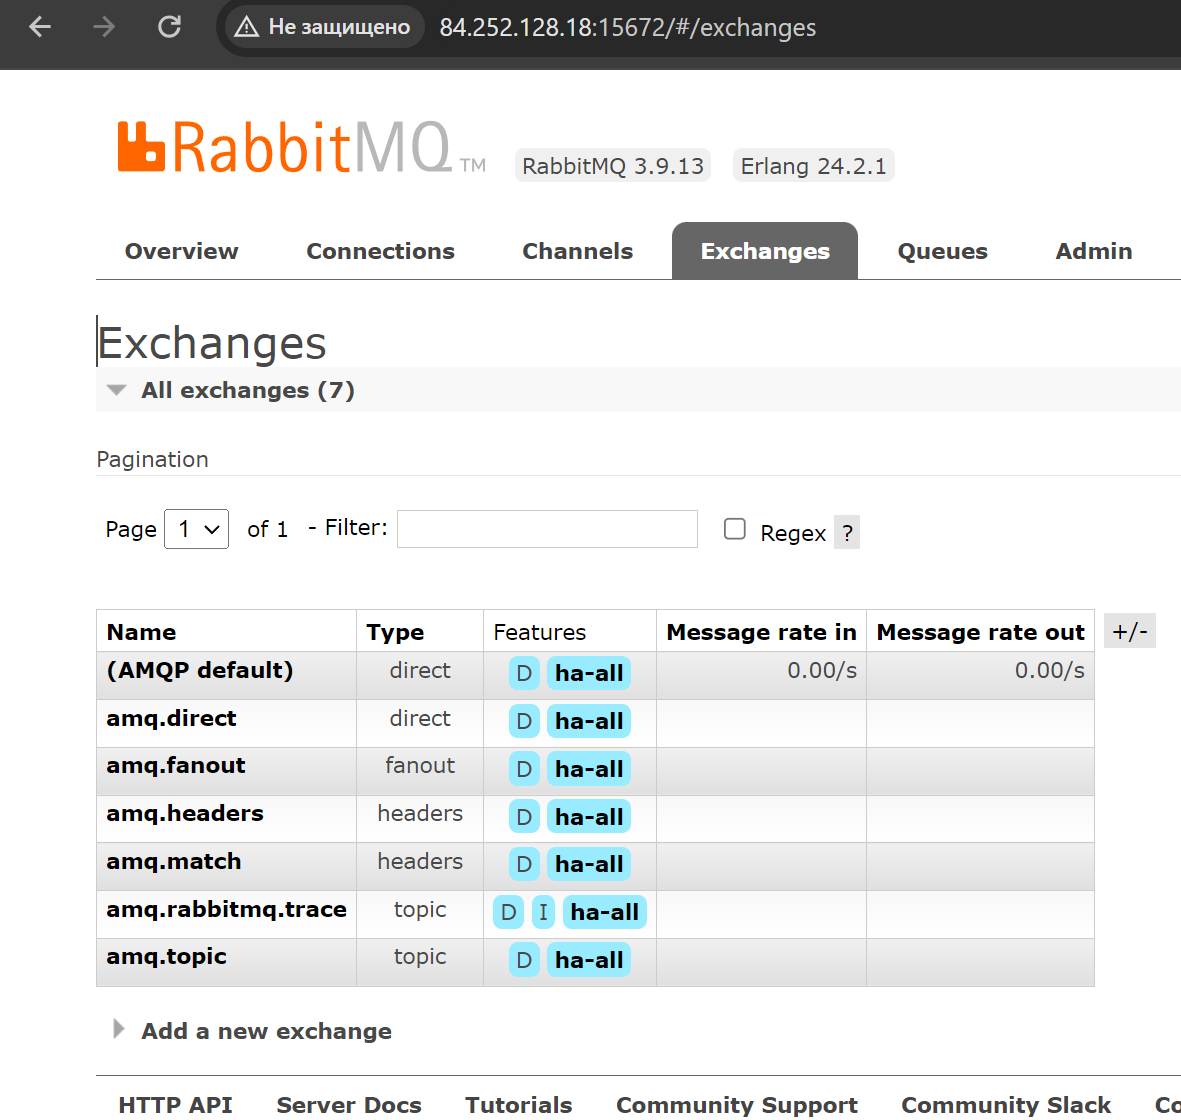 Не защищено 84.252.128.18:15672/#/exchanges
RabbitMQ TM RabbitMQ 3.9.13 Erlang 24.2.1
Overview Connections Channels Exchanges Queues Admin
Exchanges
All exchanges (7)
Pagination
Page 1 of 1 - Filter: Regex ?
Name Type Features Message rate in Message rate out +/-
(AMQP default) direct D ha-all 0.00/s 0.00/s
amq.direct direct D ha-all
amq.fanout fanout D ha-all
amq.headers headers D ha-all
amq.match headers D ha-all
amq.rabbitmq.trace topic D I ha-all
amq.topic topic D ha-all
Add a new exchange
HTTP API Server Docs Tutorials Community Support Community Slack Co